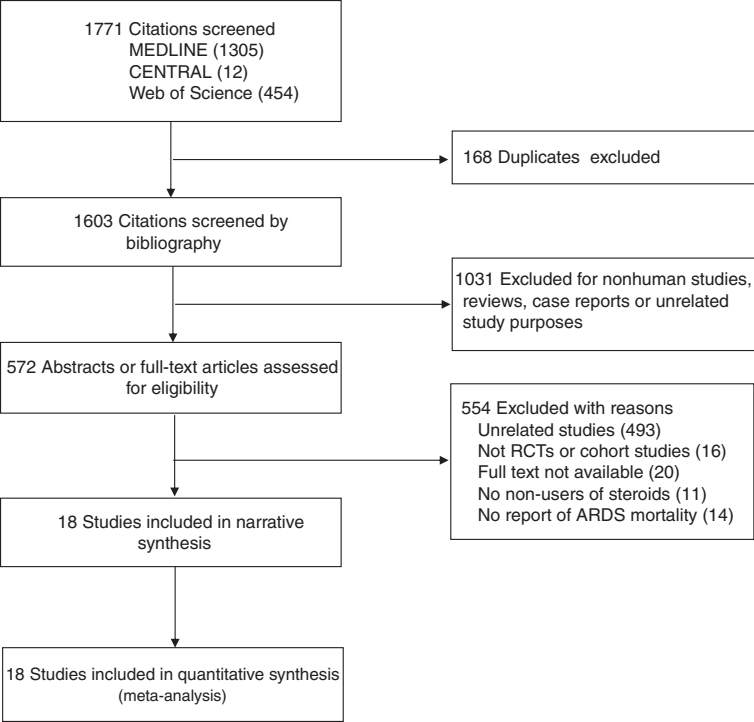 1771 Citations screened
MEDLINE (1305)
CENTRAL (12)
Web of Science (454)
168 Duplicates excluded
1603 Citations screened by
bibliography
1031 Excluded for nonhuman studies,
reviews, case reports or unrelated
study purposes
572 Abstracts or full-text articles assessed
for eligibility
554 Excluded with reasons
Unrelated studies (493)
Not RCTs or cohort studies (16)
Full text not available (20)
No non-users of steroids (11)
No report of ARDS mortality (14)
18 Studies included in narrative
synthesis
18 Studies included in quantitative synthesis
(meta-analysis)